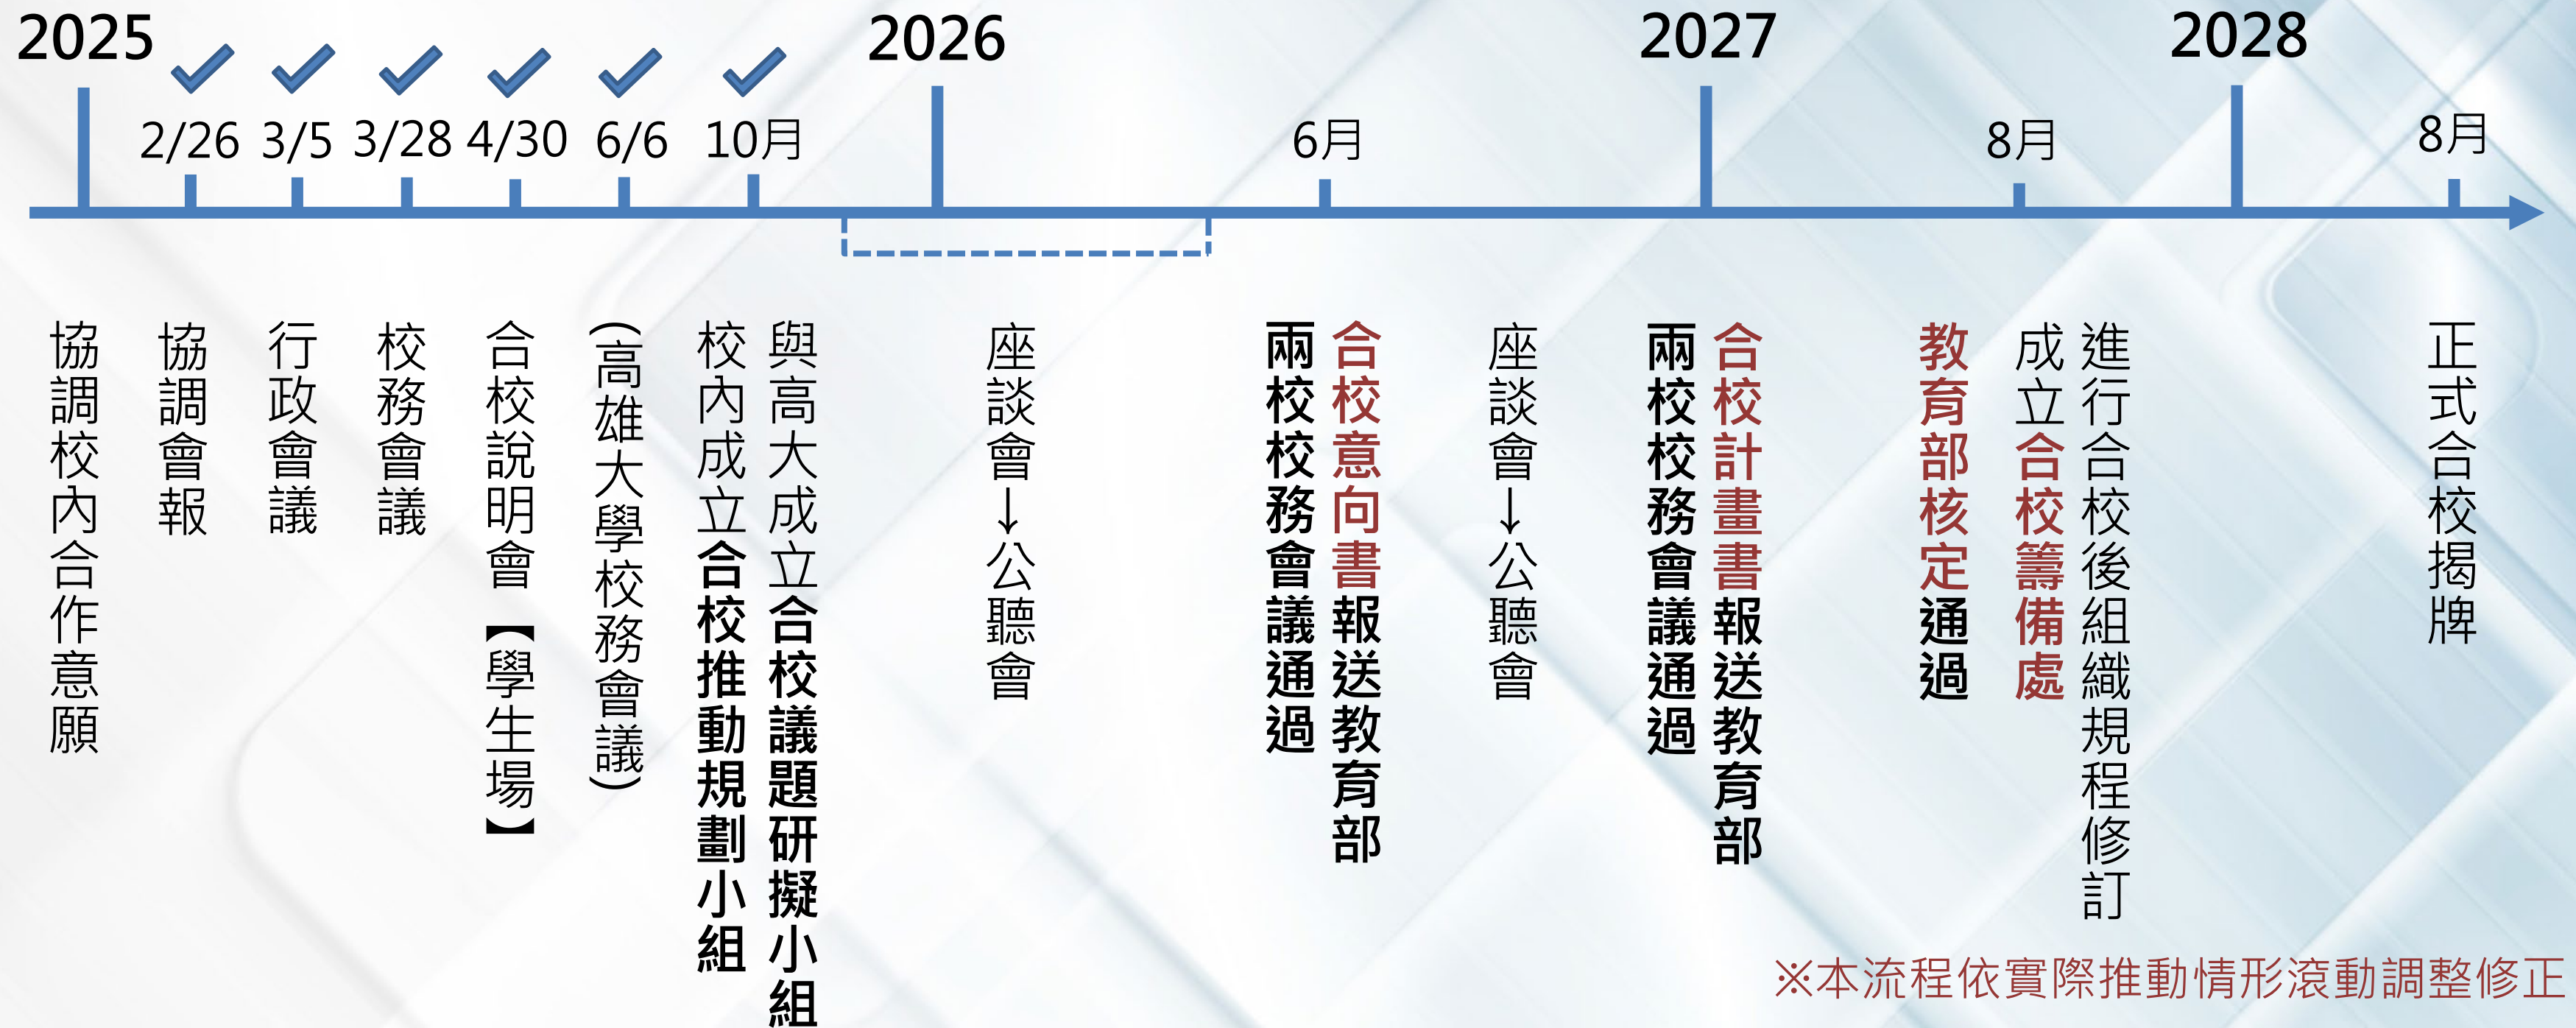 2025
2026
2027
2028
2/26
3/5
3/28
4/30
6/6
10月
6月
8月
8月
協調校內合作意願
協調會報
行政會議
校務會議
合校說明會【學生場】
(高雄大學校務會議)
校內成立合校推動規劃小組
與高大成立合校議題研擬小組
座談會→公聽會
兩校校務會議通過
合校意向書報送教育部
座談會→公聽會
兩校校務會議通過
合校計畫書報送教育部
教育部核定通過
成立合校籌備處
進行合校後組織規程修訂
正式合校揭牌
※本流程依實際推動情形滾動調整修正